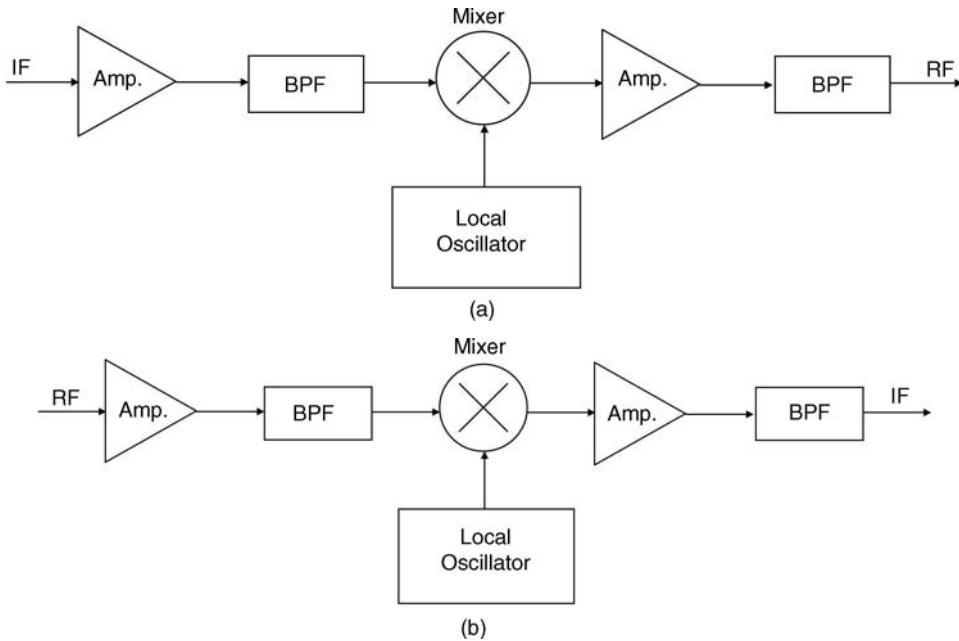 Mixer
IF
Amp.
BPF
Amp.
BPF
RF
Local
Oscillator
(a)
Mixer
RF
Amp.
BPF
Amp.
BPF
IF
Local
Oscillator
(b)